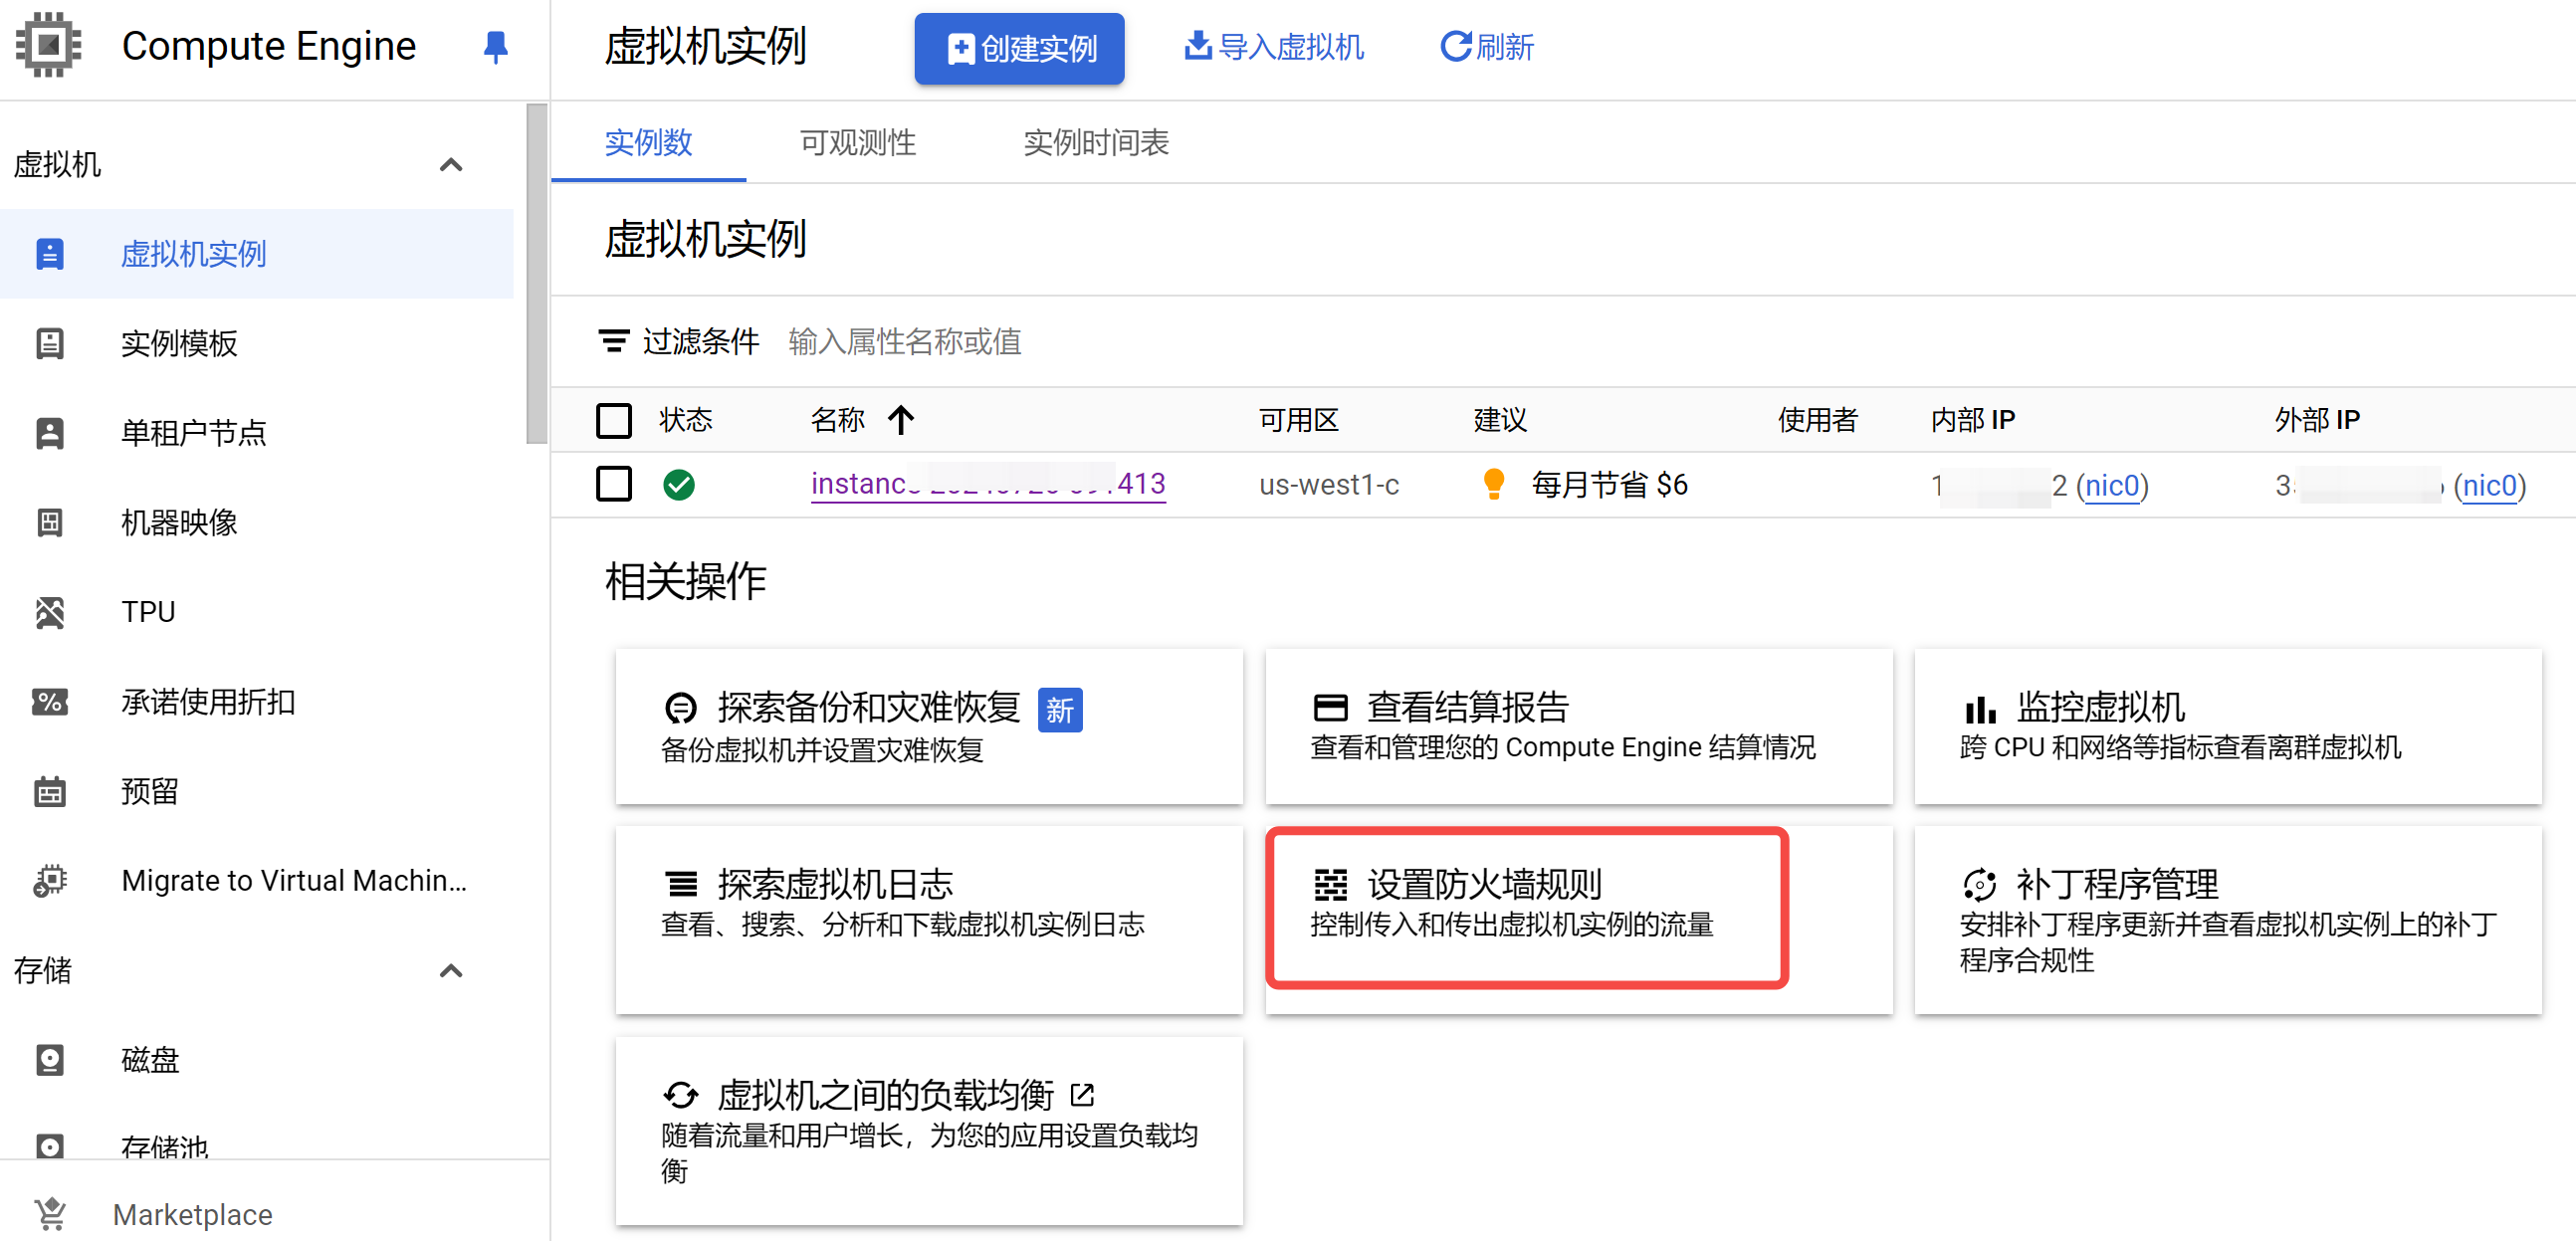 Compute Engine
虚拟机
虚拟机实例
实例模板
单租户节点
机器映像
TPU
承诺使用折扣
预留
Migrate to Virtual Machin...
存储
磁盘
存储池
Marketplace
虚拟机实例 创建实例 导入虚拟机 刷新
实例数 可观测性 实例时间表
虚拟机实例
过滤条件 输入属性名称或值
状态 名称 可用区 建议 使用者 内部 IP 外部 IP
413 us-west1-c 每月节省 $6 2 (nic0) (nic0)
相关操作
探索备份和灾难恢复 新
备份虚拟机并设置灾难恢复
查看结算报告
查看和管理您的 Compute Engine 结算情况
监控虚拟机
跨 CPU 和网络等指标查看离群虚拟机
探索虚拟机日志
查看、搜索、分析和下载虚拟机实例日志
设置防火墙规则
控制传入和传出虚拟机实例的流量
补丁程序管理
安排补丁程序更新并查看虚拟机实例上的补丁
程序合规性
虚拟机之间的负载均衡
随着流量和用户增长，为您的应用设置负载均
衡